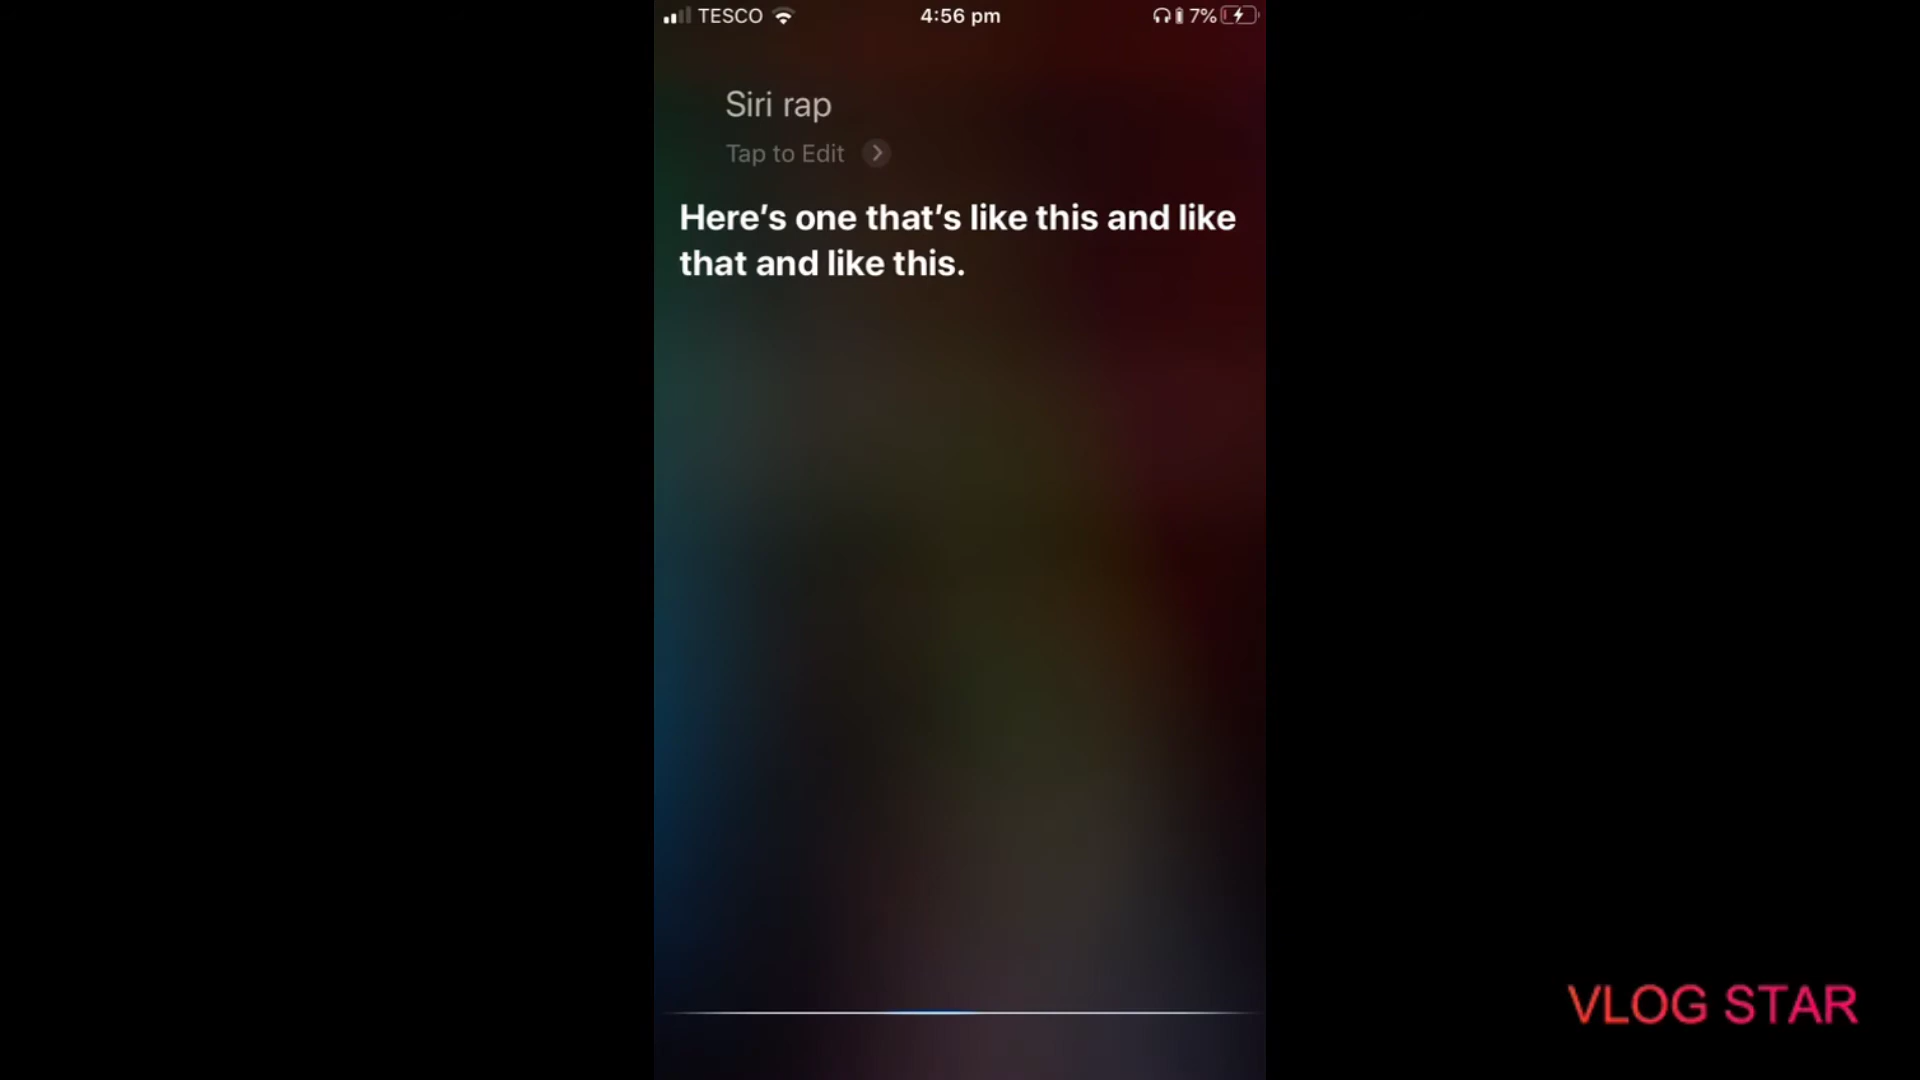 TESCO 4:56 pm 7%
Siri rap
Tap to Edit
Here’s one that’s like this and like
that and like this.
VLOG STAR